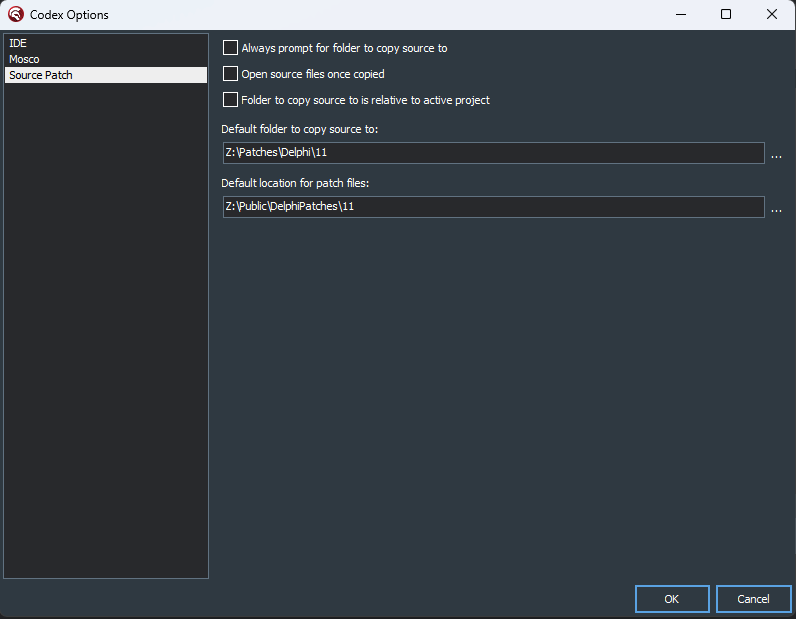 Codex Options
IDE
Mosco
Source Patch
Always prompt for folder to copy source to
Open source files once copied
Folder to copy source to is relative to active project
Default folder to copy source to:
Z:\Patches\Delphi\11
...
Default location for patch files:
Z:\Public\DelphiPatches\11
...
OK
Cancel